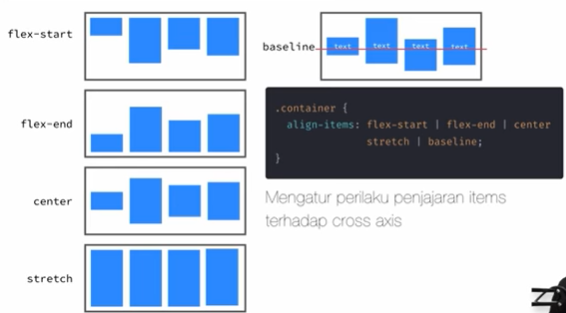 flex-start
flex-end
center
stretch
baseline
text text text text
.container {
align-items: flex-start | flex-end | center
stretch | baseline;
}
Mengatur perilaku penjajaran items
terhadap cross axis